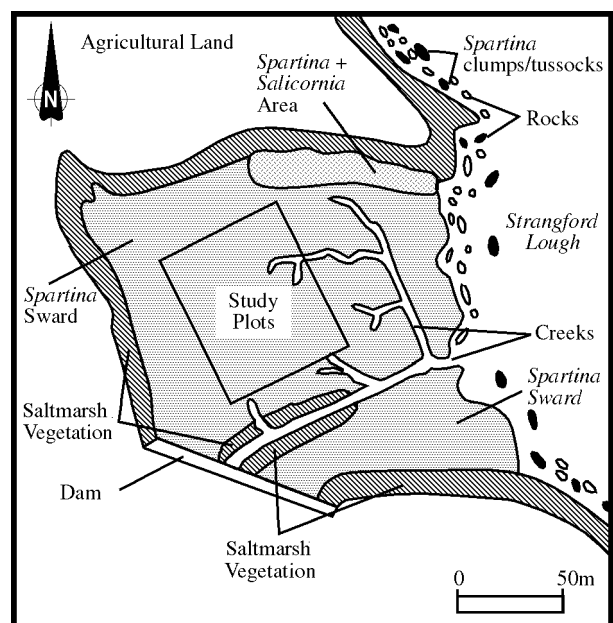 Agricultural Land
Spartina
clumps/tussocks
Spartina +
Salicornia
Area
N
Rocks
Strangford
Lough
Spartina
Sward
Study
Plots
Creeks
Spartina
Sward
Saltmarsh
Vegetation
Dam
Saltmarsh
Vegetation
0 50m